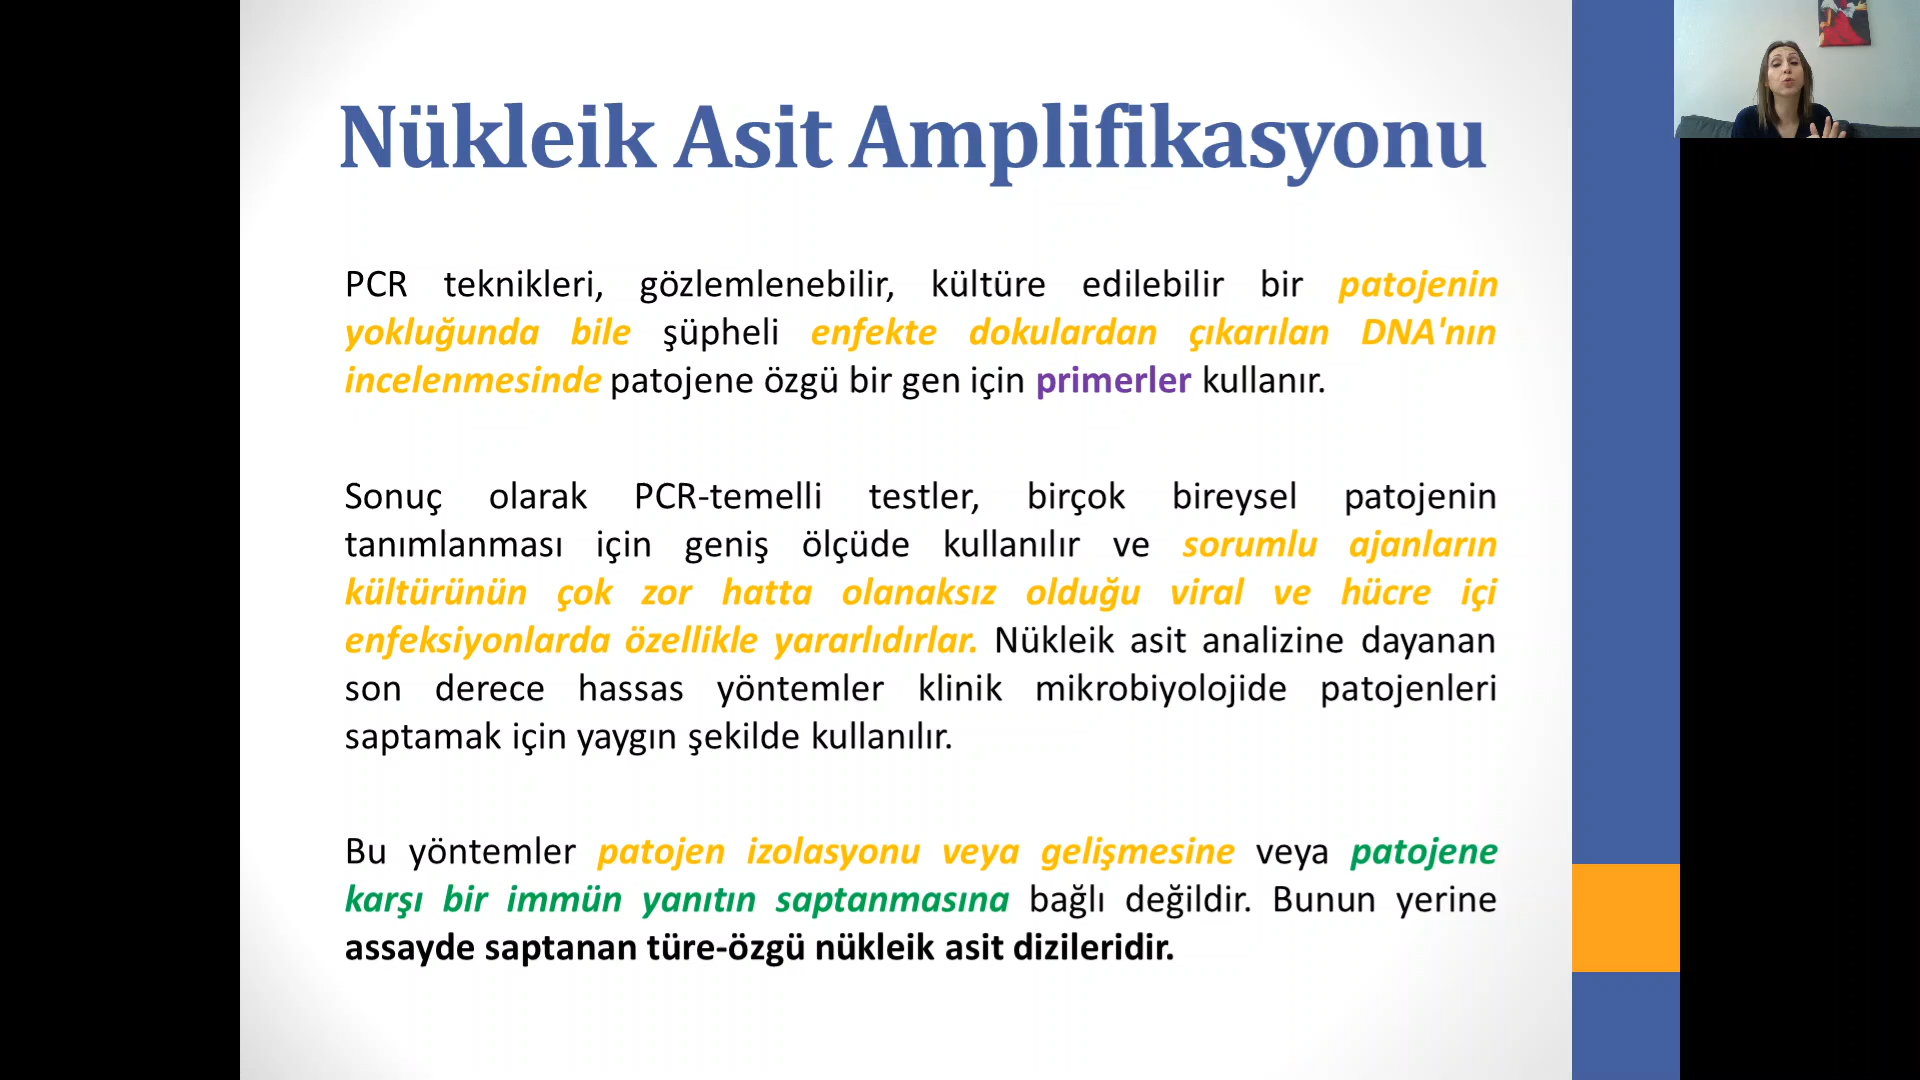 Nükleik Asit Amplifikasyonu
PCR teknikleri, gözlemlenebilir, kültüre edilebilir bir patojenin
yokluğunda bile şüpheli enfekte dokulardan çıkarılan DNA'nın
incelenmesinde patojene özgü bir gen için primerler kullanır.
Sonuç olarak PCR-temelli testler, birçok bireysel patojenin
tanımlanması için geniş ölçüde kullanılır ve sorumlu ajanların
kültürünün çok zor hatta olanaksız olduğu viral ve hücre içi
enfeksiyonlarda özellikle yararlıdırlar. Nükleik asit analizine dayanan
son derece hassas yöntemler klinik mikrobiyolojide patojenleri
saptamak için yaygın şekilde kullanılır.
Bu yöntemler patojen izolasyonu veya gelişmesine veya patojene
karşı bir immün yanıtın saptanmasına bağlı değildir. Bunun yerine
assayde saptanan türe-özgü nükleik asit dizileridir.